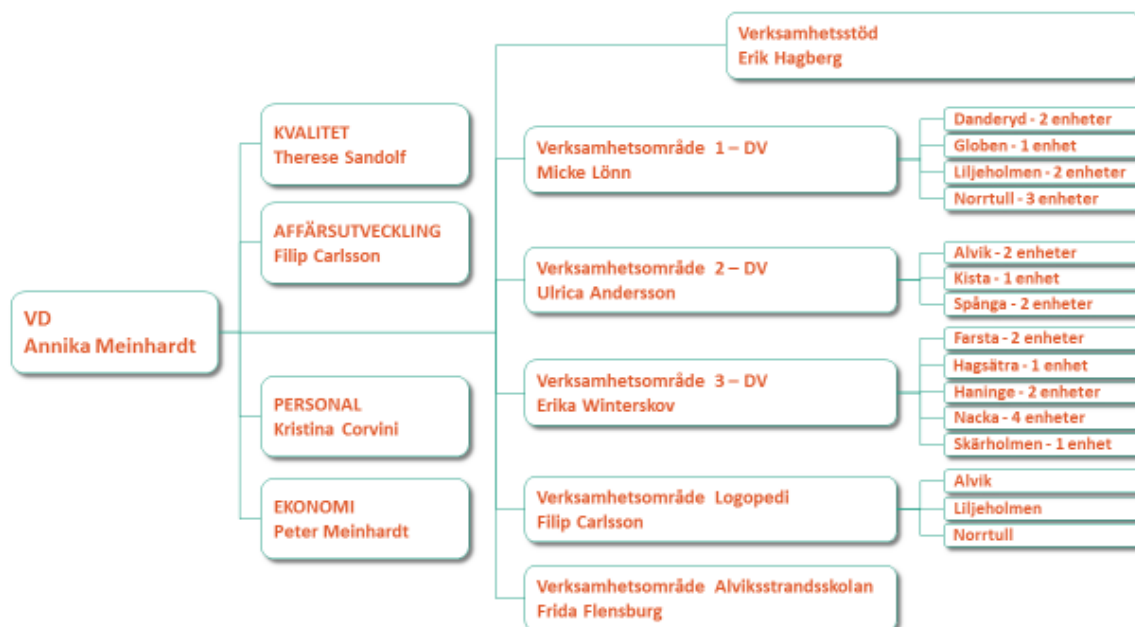 VD
Annika Meinhardt
KVALITET
Therese Sandolf
AFFÄRSUTVECKLING
Filip Carlsson
PERSONAL
Kristina Corvini
EKONOMI
Peter Meinhardt
Verksamhetsstöd
Erik Hagberg
Verksamhetsområde 1 – DV
Micke Lönn
Danderyd - 2 enheter
Globen - 1 enhet
Liljeholmen - 2 enheter
Norrtull - 3 enheter
Verksamhetsområde 2 – DV
Ulrica Andersson
Alvik - 2 enheter
Kista - 1 enhet
Spånga - 2 enheter
Verksamhetsområde 3 – DV
Erika Winterskov
Farsta - 2 enheter
Hagsätra - 1 enhet
Haninge - 2 enheter
Nacka - 4 enheter
Skärholmen - 1 enhet
Verksamhetsområde Logopedi
Filip Carlsson
Alvik
Liljeholmen
Norrtull
Verksamhetsområde Alviksstrandsskolan
Frida Flensburg